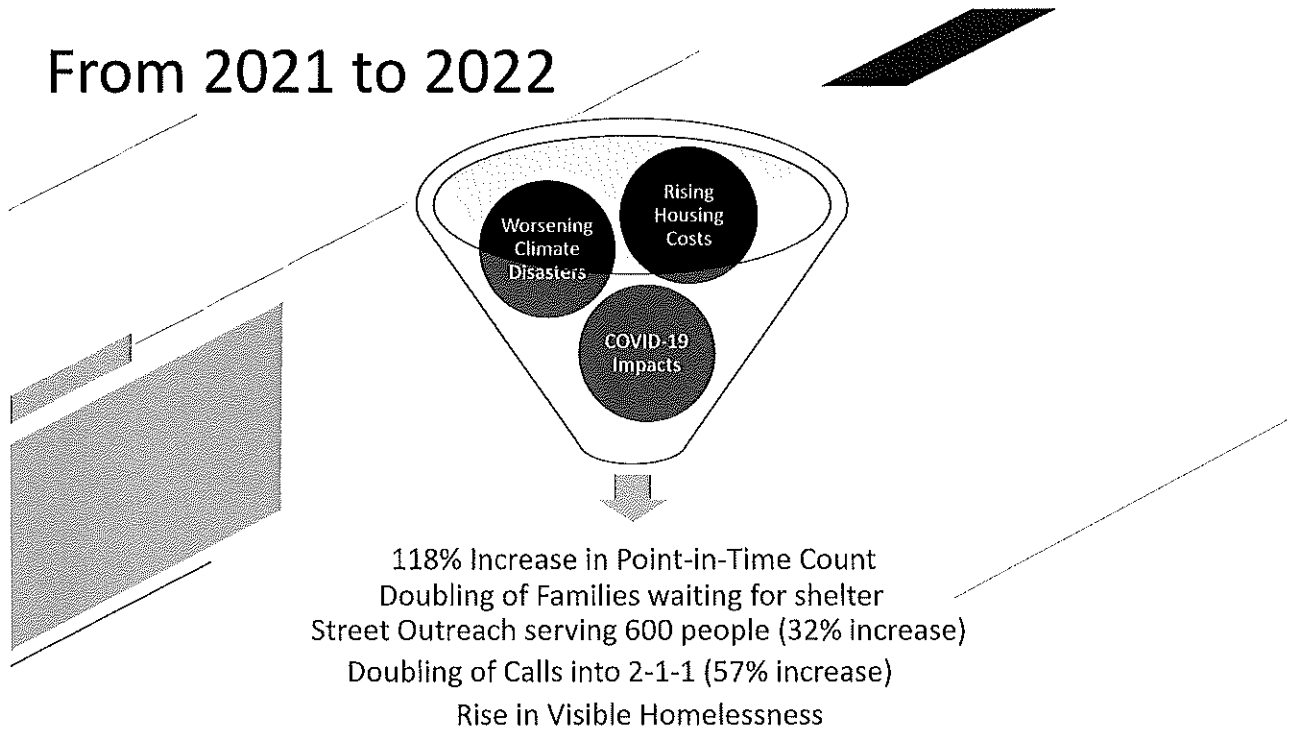 From 2021 to 2022
Rising
Housing
Costs
Worsening
Climate
Disasters
COVID-19
Impacts
118% Increase in Point-in-Time Count
Doubling of Families waiting for shelter
Street Outreach serving 600 people (32% increase)
Doubling of Calls into 2-1-1 (57% increase)
Rise in Visible Homelessness